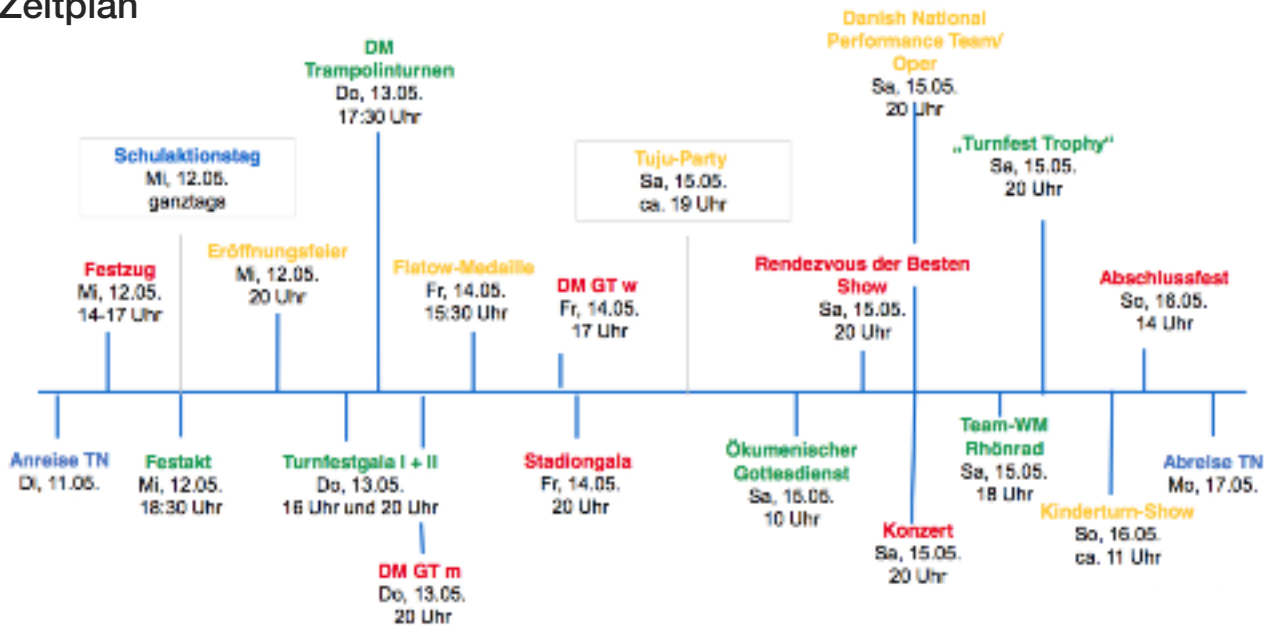 Zeitplan
Danish National
Performance Team/
Oper
Sa, 15.05.
20 Uhr
DM
Trampolinturnen
Do, 13.05.
17:30 Uhr
Schulaktionstag
Mi, 12.05.
ganztags
Tuju-Party
Sa, 15.05.
ca. 19 Uhr
„Turnfest Trophy“
Sa, 15.05.
20 Uhr
Festzug
Mi, 12.05.
14-17 Uhr
Eröffnungsfeier
Mi, 12.05.
20 Uhr
Flatow-Medaille
Fr, 14.05.
15:30 Uhr
DM GT w
Fr, 14.05.
17 Uhr
Rendezvous der Besten
Show
Sa, 15.05.
20 Uhr
Abschlussfest
So, 16.05.
14 Uhr
Anreise TN
Di, 11.05.
Festakt
Mi, 12.05.
18:30 Uhr
Turnfestgala I + II
Do, 13.05.
16 Uhr und 20 Uhr
DM GT m
Do, 13.05.
20 Uhr
Stadiongala
Fr, 14.05.
20 Uhr
Ökumenischer
Gottesdienst
Sa, 15.05.
10 Uhr
Konzert
Sa, 15.05.
20 Uhr
Team-WM
Rhönrad
Sa, 15.05.
18 Uhr
Kinderturn-Show
So, 16.05.
ca. 11 Uhr
Abreise TN
Mo, 17.05.